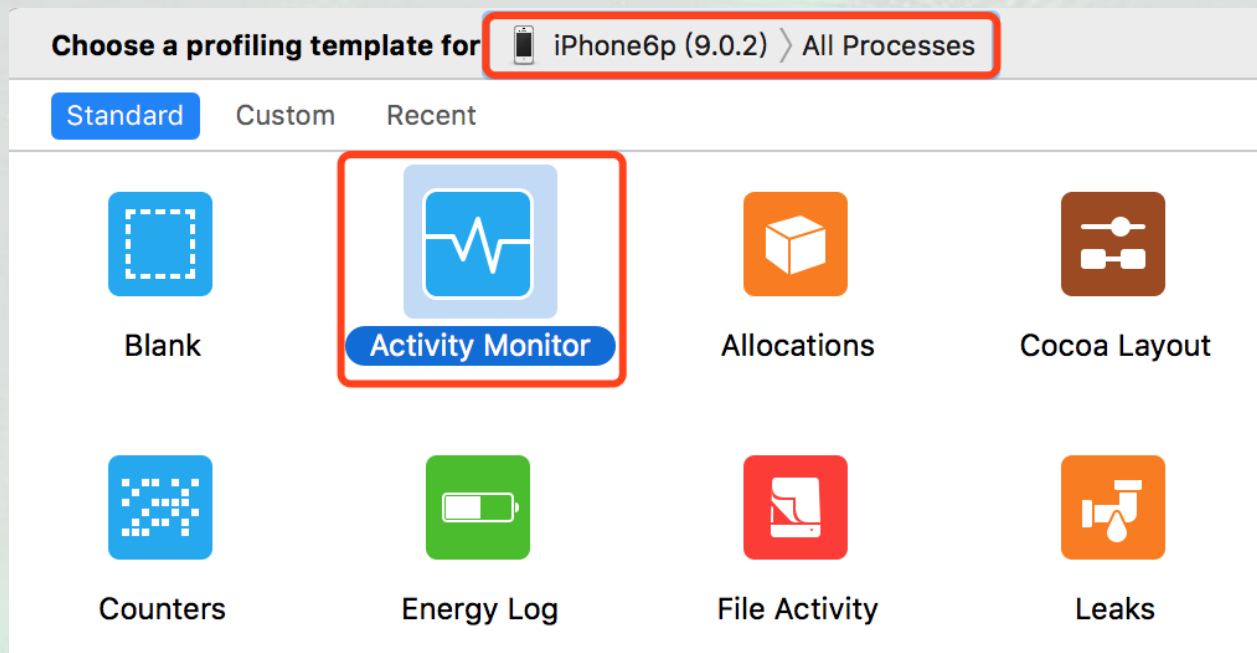 Choose a profiling template for iPhone6p (9.0.2) 〉 All Processes
Standard Custom Recent
Blank Activity Monitor Allocations Cocoa Layout
Counters Energy Log File Activity Leaks